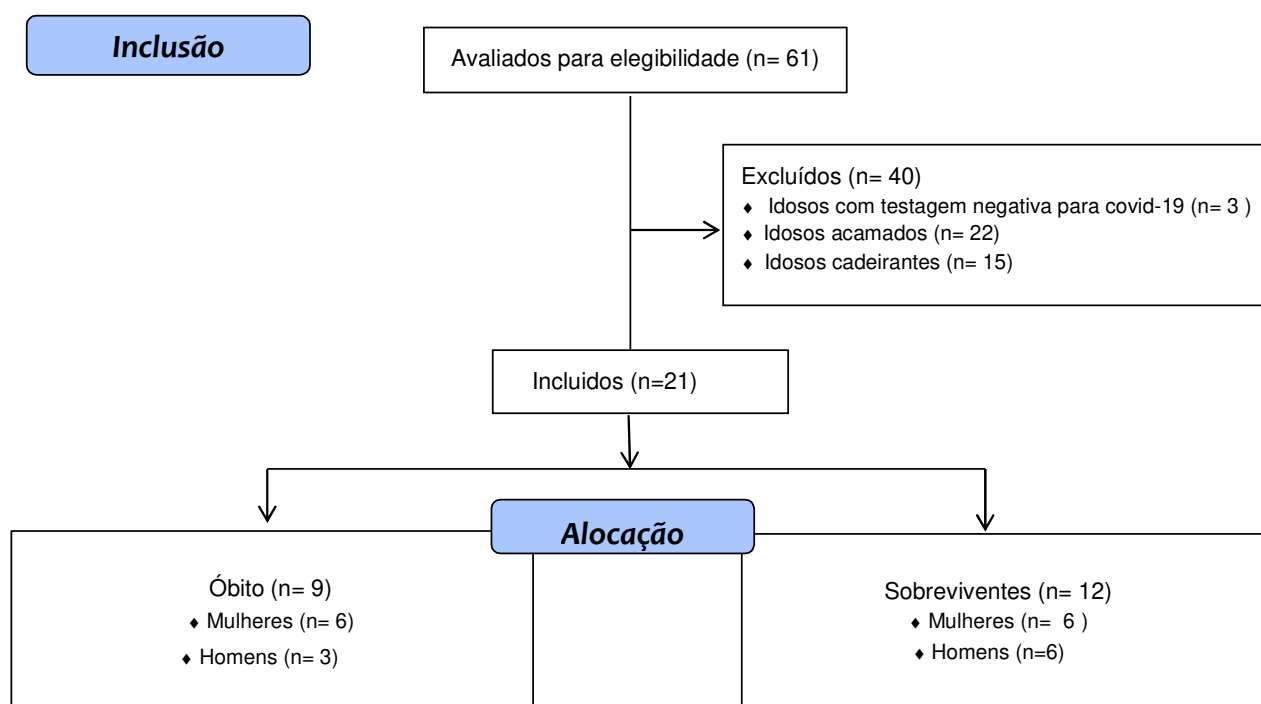 Inclusão
Avaliados para elegibilidade (n= 61)
Excluídos (n= 40)
♦ Idosos com testagem negativa para covid-19 (n= 3 )
♦ Idosos acamados (n= 22)
♦ Idosos cadeirantes (n= 15)
Incluidos (n=21)
Alocação
Óbito (n= 9)
♦ Mulheres (n= 6)
♦ Homens (n= 3)
Sobreviventes (n= 12)
♦ Mulheres (n= 6 )
♦ Homens (n=6)